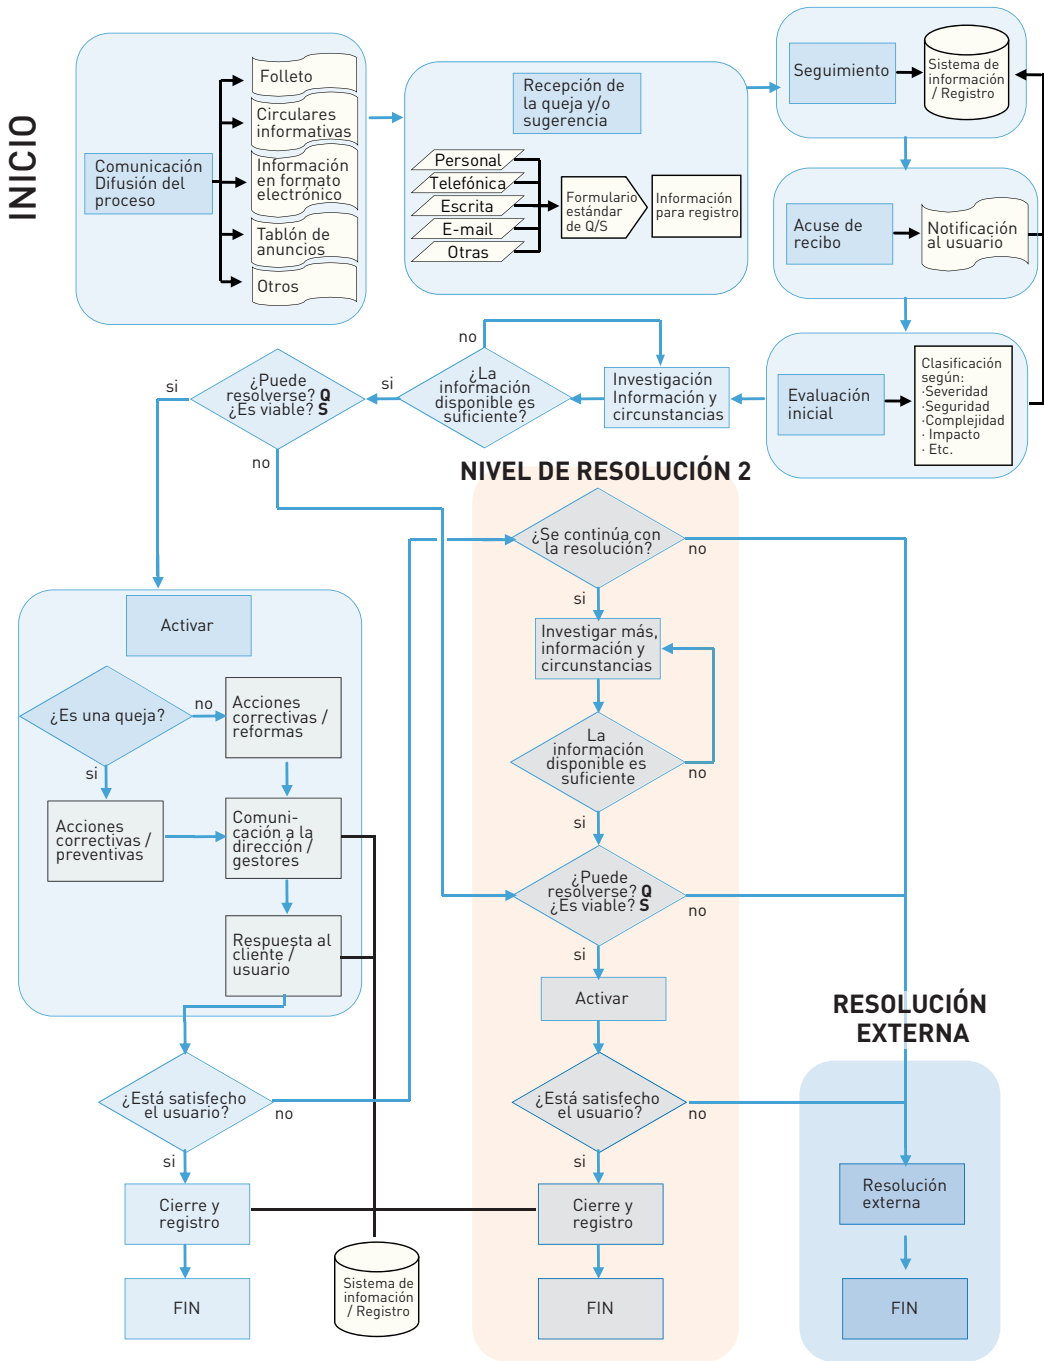 INICIO
Comunicación
Difusión del
proceso
Folleto
Circulares
informativas
Información
en formato
electrónico
Tablón de
anuncios
Otros
Recepción de
la queja y/o
sugerencia
Personal
Telefónica
Escrita
E-mail
Otras
Formulario
estándar
de Q/S
Información
para registro
Seguimiento
Sistema de
información
/ Registro
Acuse de
recibo
Notificación
al usuario
Evaluación
inicial
Clasificación
según:
·Severidad
·Seguridad
·Complejidad
· Impacto
· Etc.
Investigación
Información y
circunstancias
no
¿La
información
disponible es
suficiente?
si
¿Puede
resolverse? Q
¿Es viable? S
si
no
NIVEL DE RESOLUCIÓN 2
¿Se continúa con
la resolución?
no
si
Investigar más,
información y
circunstancias
La
información
disponible es
suficiente
no
si
¿Puede
resolverse? Q
¿Es viable? S
no
si
Activar
¿Está satisfecho
el usuario?
no
si
Cierre y
registro
FIN
Activar
¿Es una queja?
no
si
Acciones
correctivas /
reformas
Acciones
correctivas /
preventivas
Comuni-
cación a la
dirección /
gestores
Respuesta al
cliente /
usuario
¿Está satisfecho
el usuario?
no
si
Cierre y
registro
FIN
Sistema de
infomación
/ Registro
RESOLUCIÓN
EXTERNA
Resolución
externa
FIN